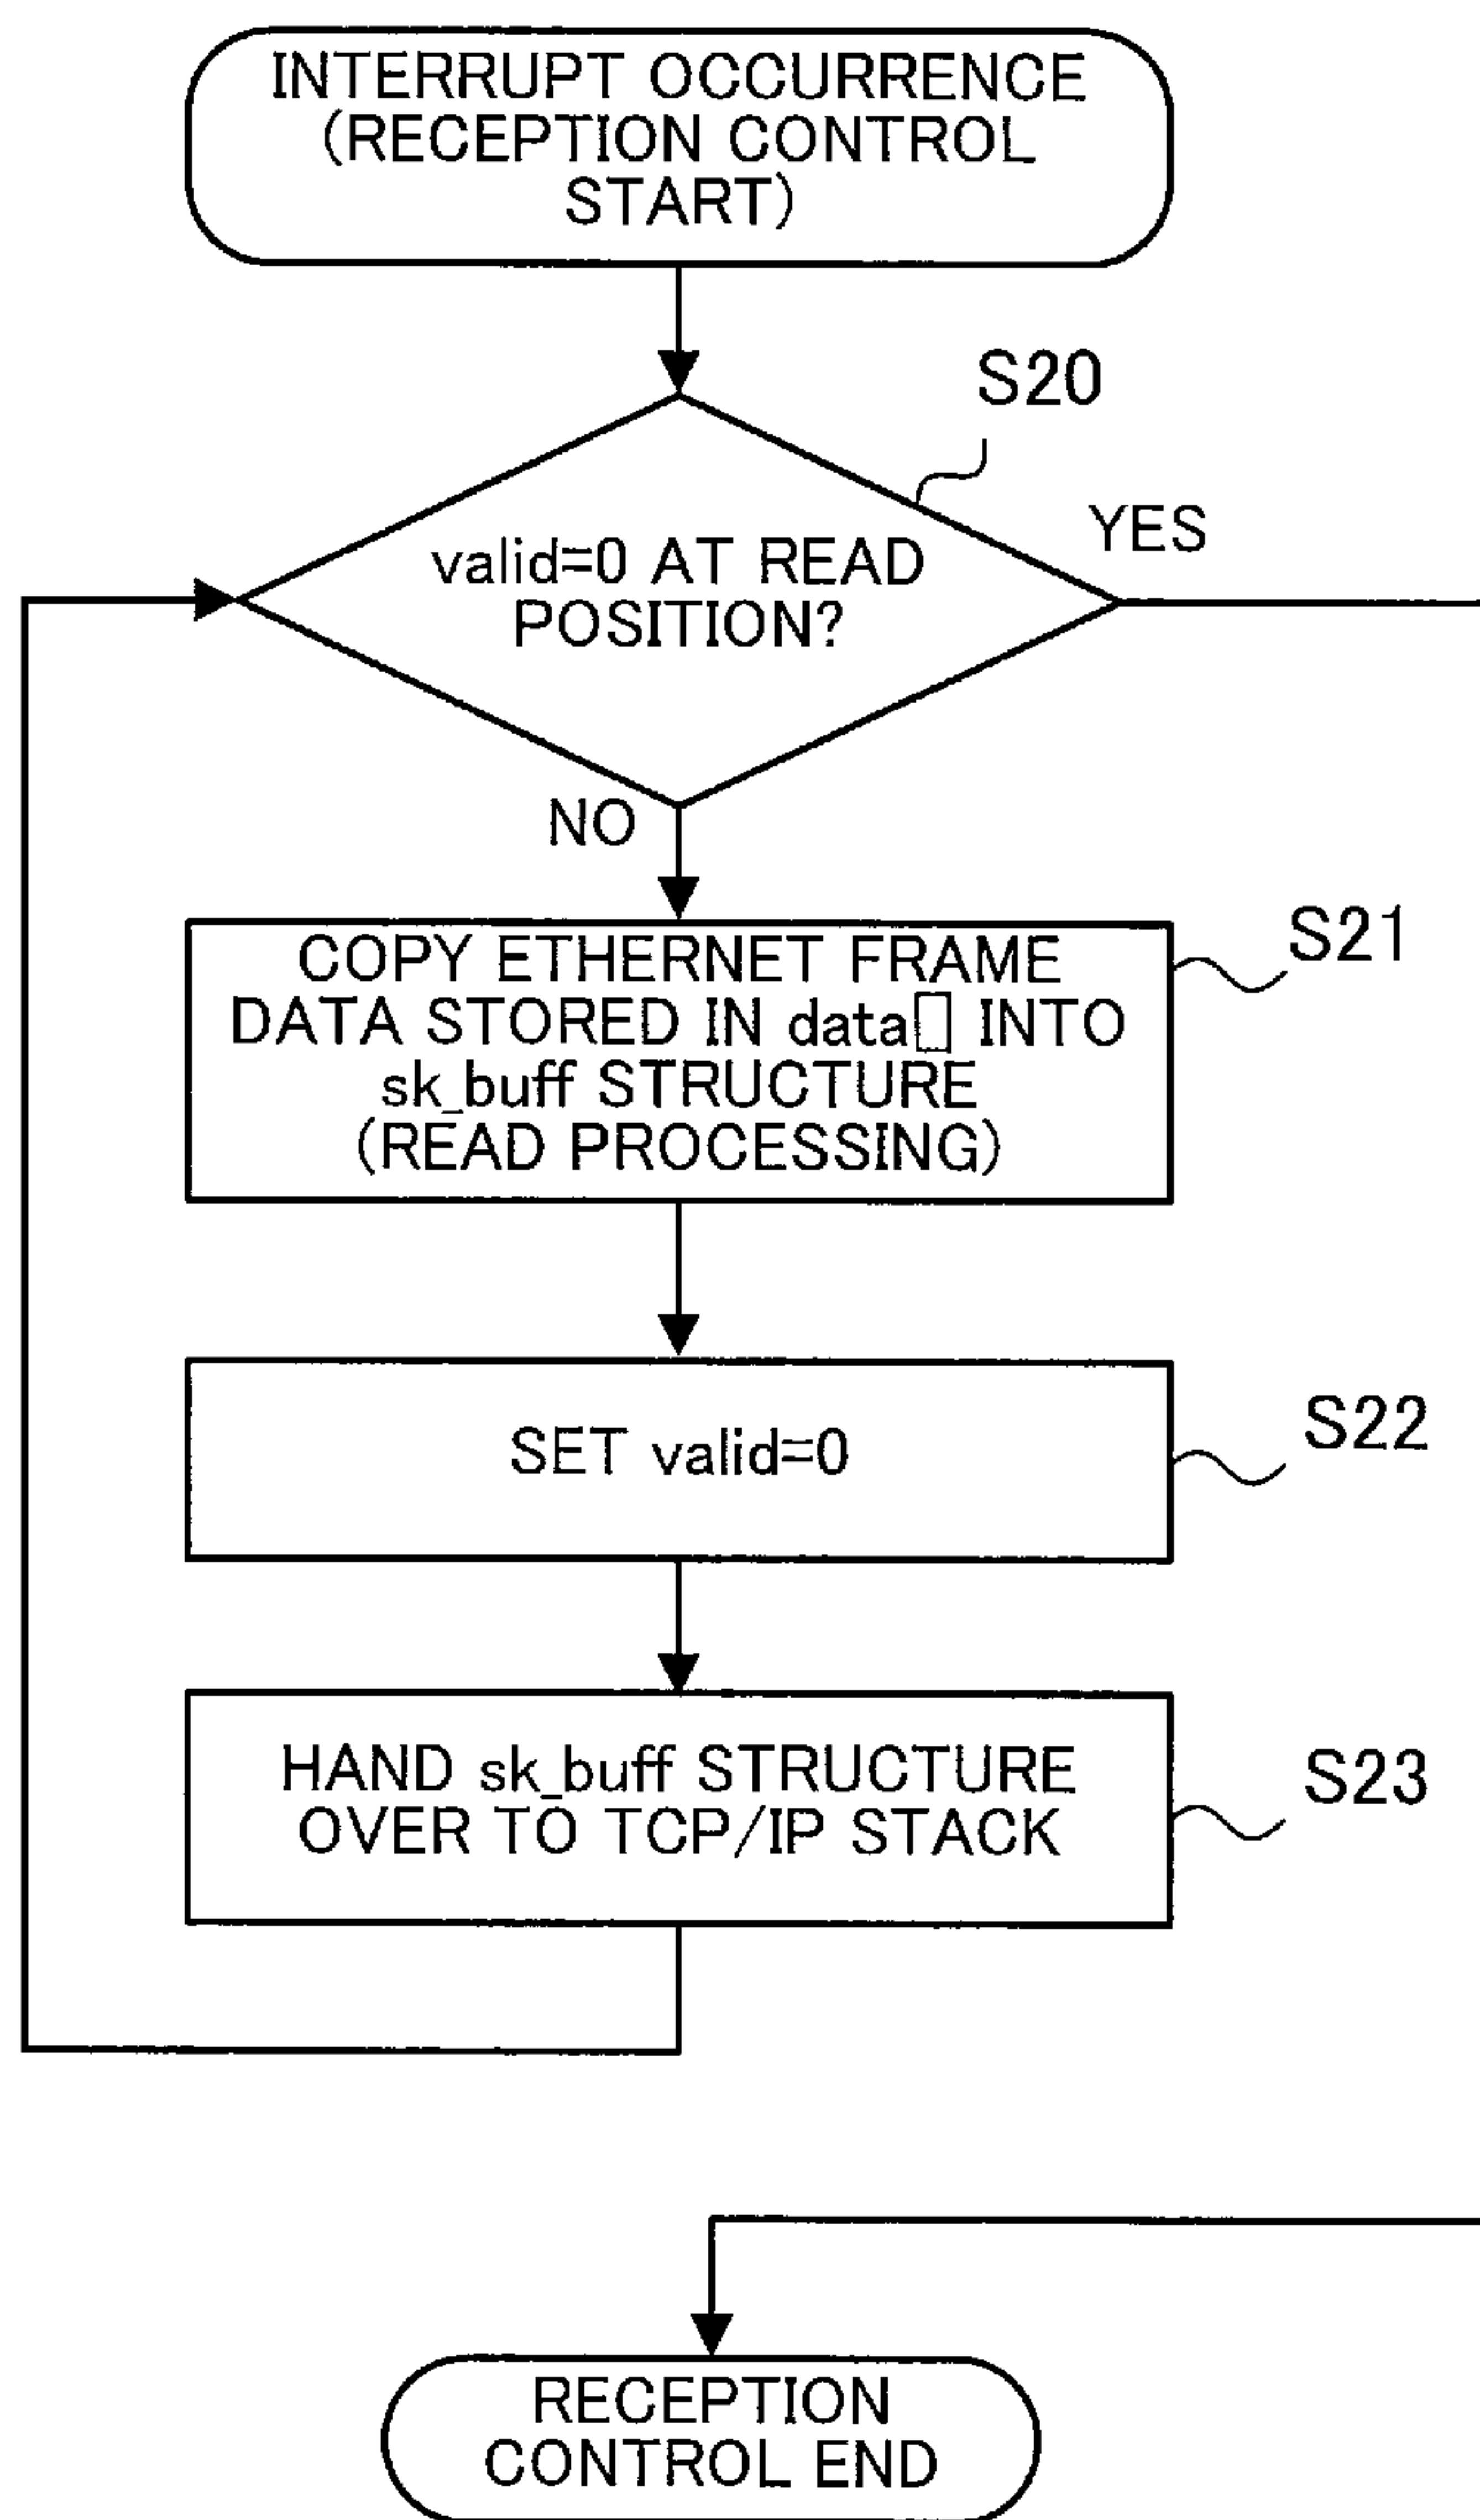 INTERRUPT OCCURRENCE
(RECEPTION CONTROL
START)
S20
YES
valid=0 AT READ
POSITION?
NO
S21
COPY ETHERNET FRAME
DATA STORED IN data[] INTO
sk_buff STRUCTURE
(READ PROCESSING)
S22
SET valid=0
S23
HAND sk_buff STRUCTURE
OVER TO TCP/IP STACK
RECEPTION
CONTROL END